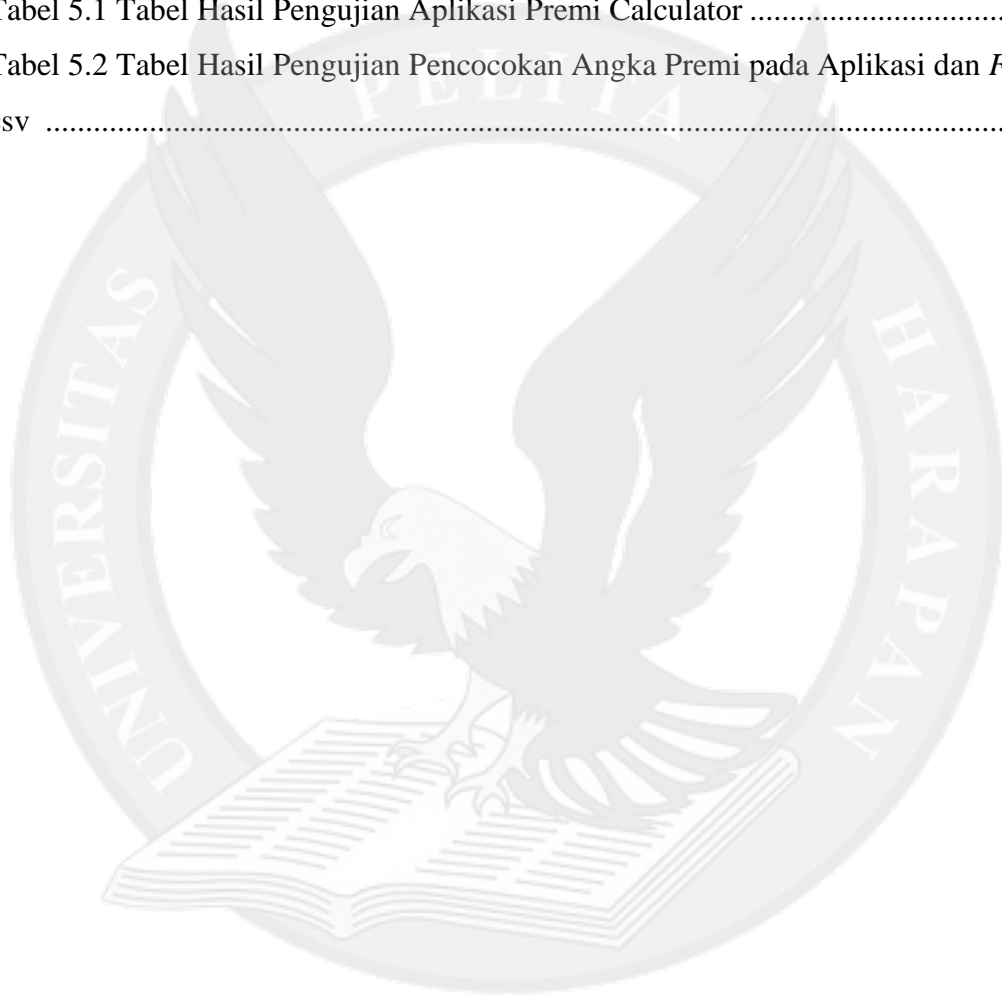 Tabel 5.1 Tabel Hasil Pengujian Aplikasi Premi Calculator ..................................
Tabel 5.2 Tabel Hasil Pengujian Pencocokan Angka Premi pada Aplikasi dan
.........................................................................................................................
UNIVERSITAS PELITA HARAPAN